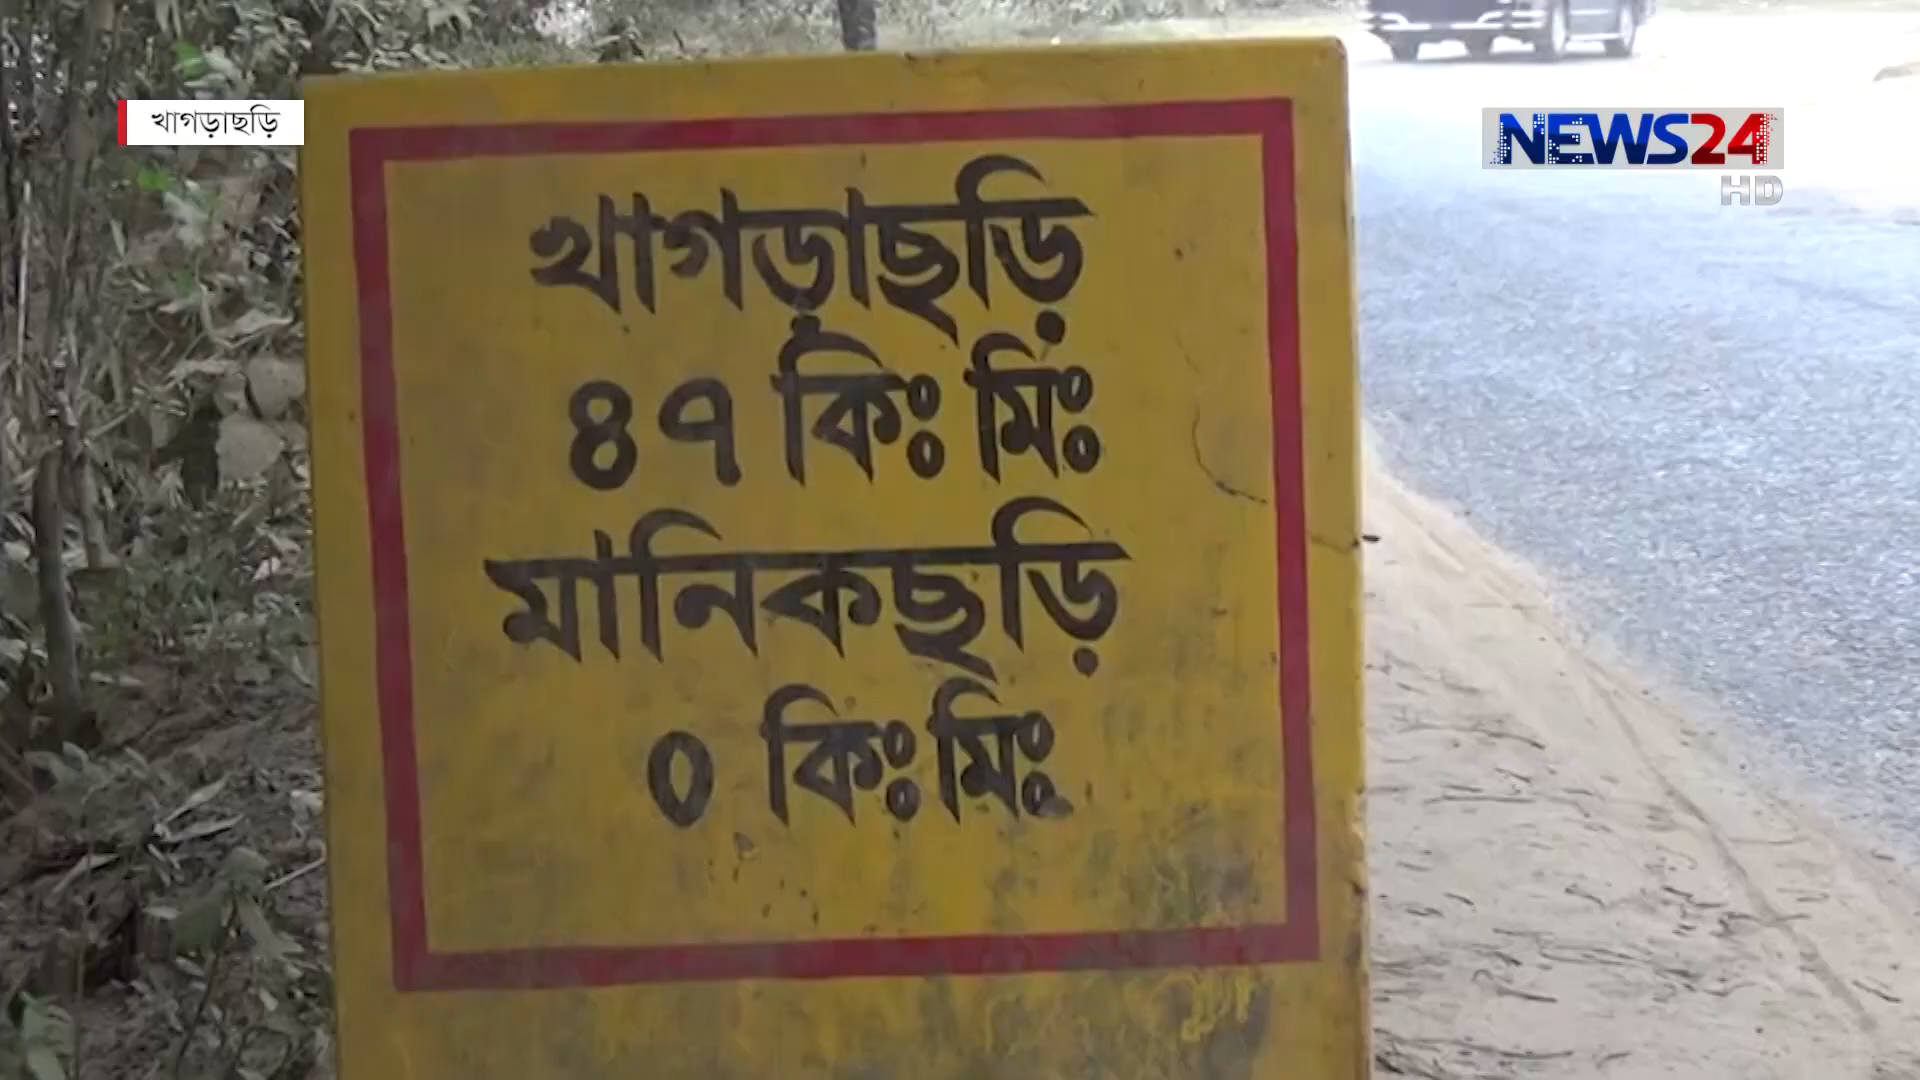 খাগড়াছড়ি
NEWS24
HD
খাগড়াছড়ি
৪৭ কিঃ মিঃ
মানিকছড়ি
০ কিঃ মিঃ